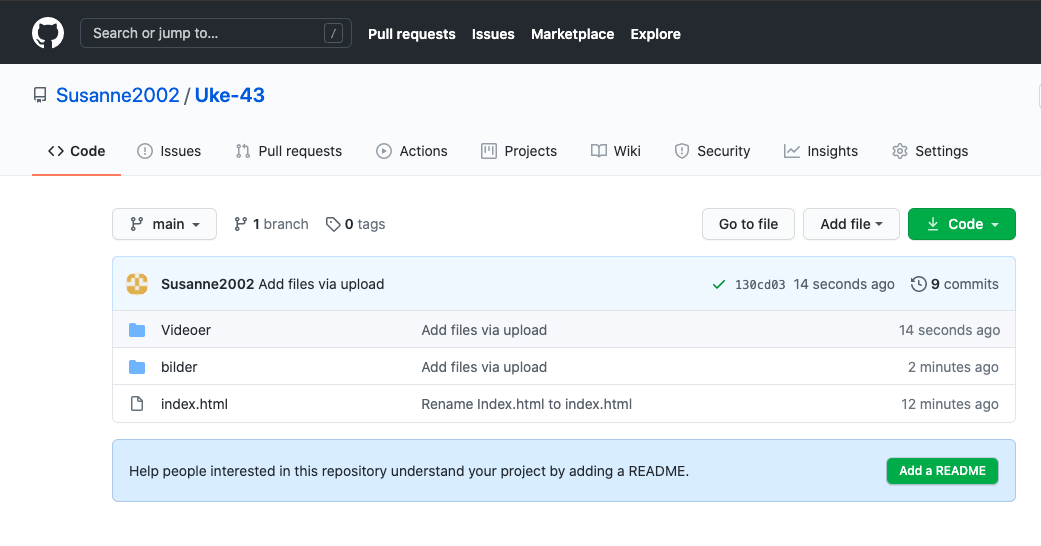 Search or jump to... /
Pull requests Issues Marketplace Explore
Susanne2002 / Uke-43
Code Issues Pull requests Actions Projects Wiki Security Insights Settings
main 1 branch 0 tags Go to file Add file Code
Susanne2002 Add files via upload 130cd03 14 seconds ago 9 commits
Videoer Add files via upload 14 seconds ago
bilder Add files via upload 2 minutes ago
index.html Rename Index.html to index.html 12 minutes ago
Help people interested in this repository understand your project by adding a README. Add a README